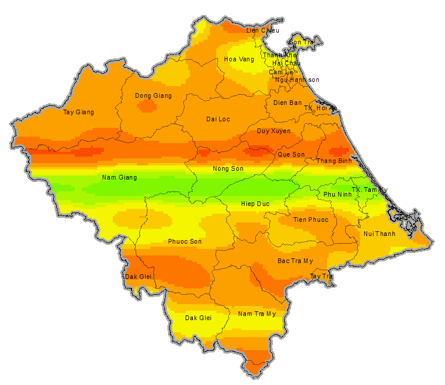 Lien Chieu
Son Tra
Thanh Khe
Hoa Vang
Hai Chau
Cam Le
Ngu Hanh son
Dong Giang
Dien Ban
Tay Giang
Dai Loc
Duy Xuyen
Que Son
Thang Binh
Nong Son
Nam Giang
TX. Tam Ky
Phu Ninh
Hiep Duc
Tien Phuoc
Nui Thanh
Phuoc Son
Bac Tra My
Dak Glei
Tay Tra
Dak Glei
Nam Tra My